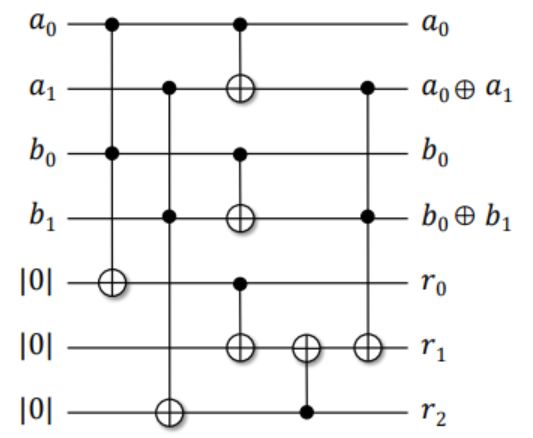 a₀ a₀
a₁ a₀ ⊕ a₁
b₀ b₀
b₁ b₀ ⊕ b₁
|0| r₀
|0| r₁
|0| r₂